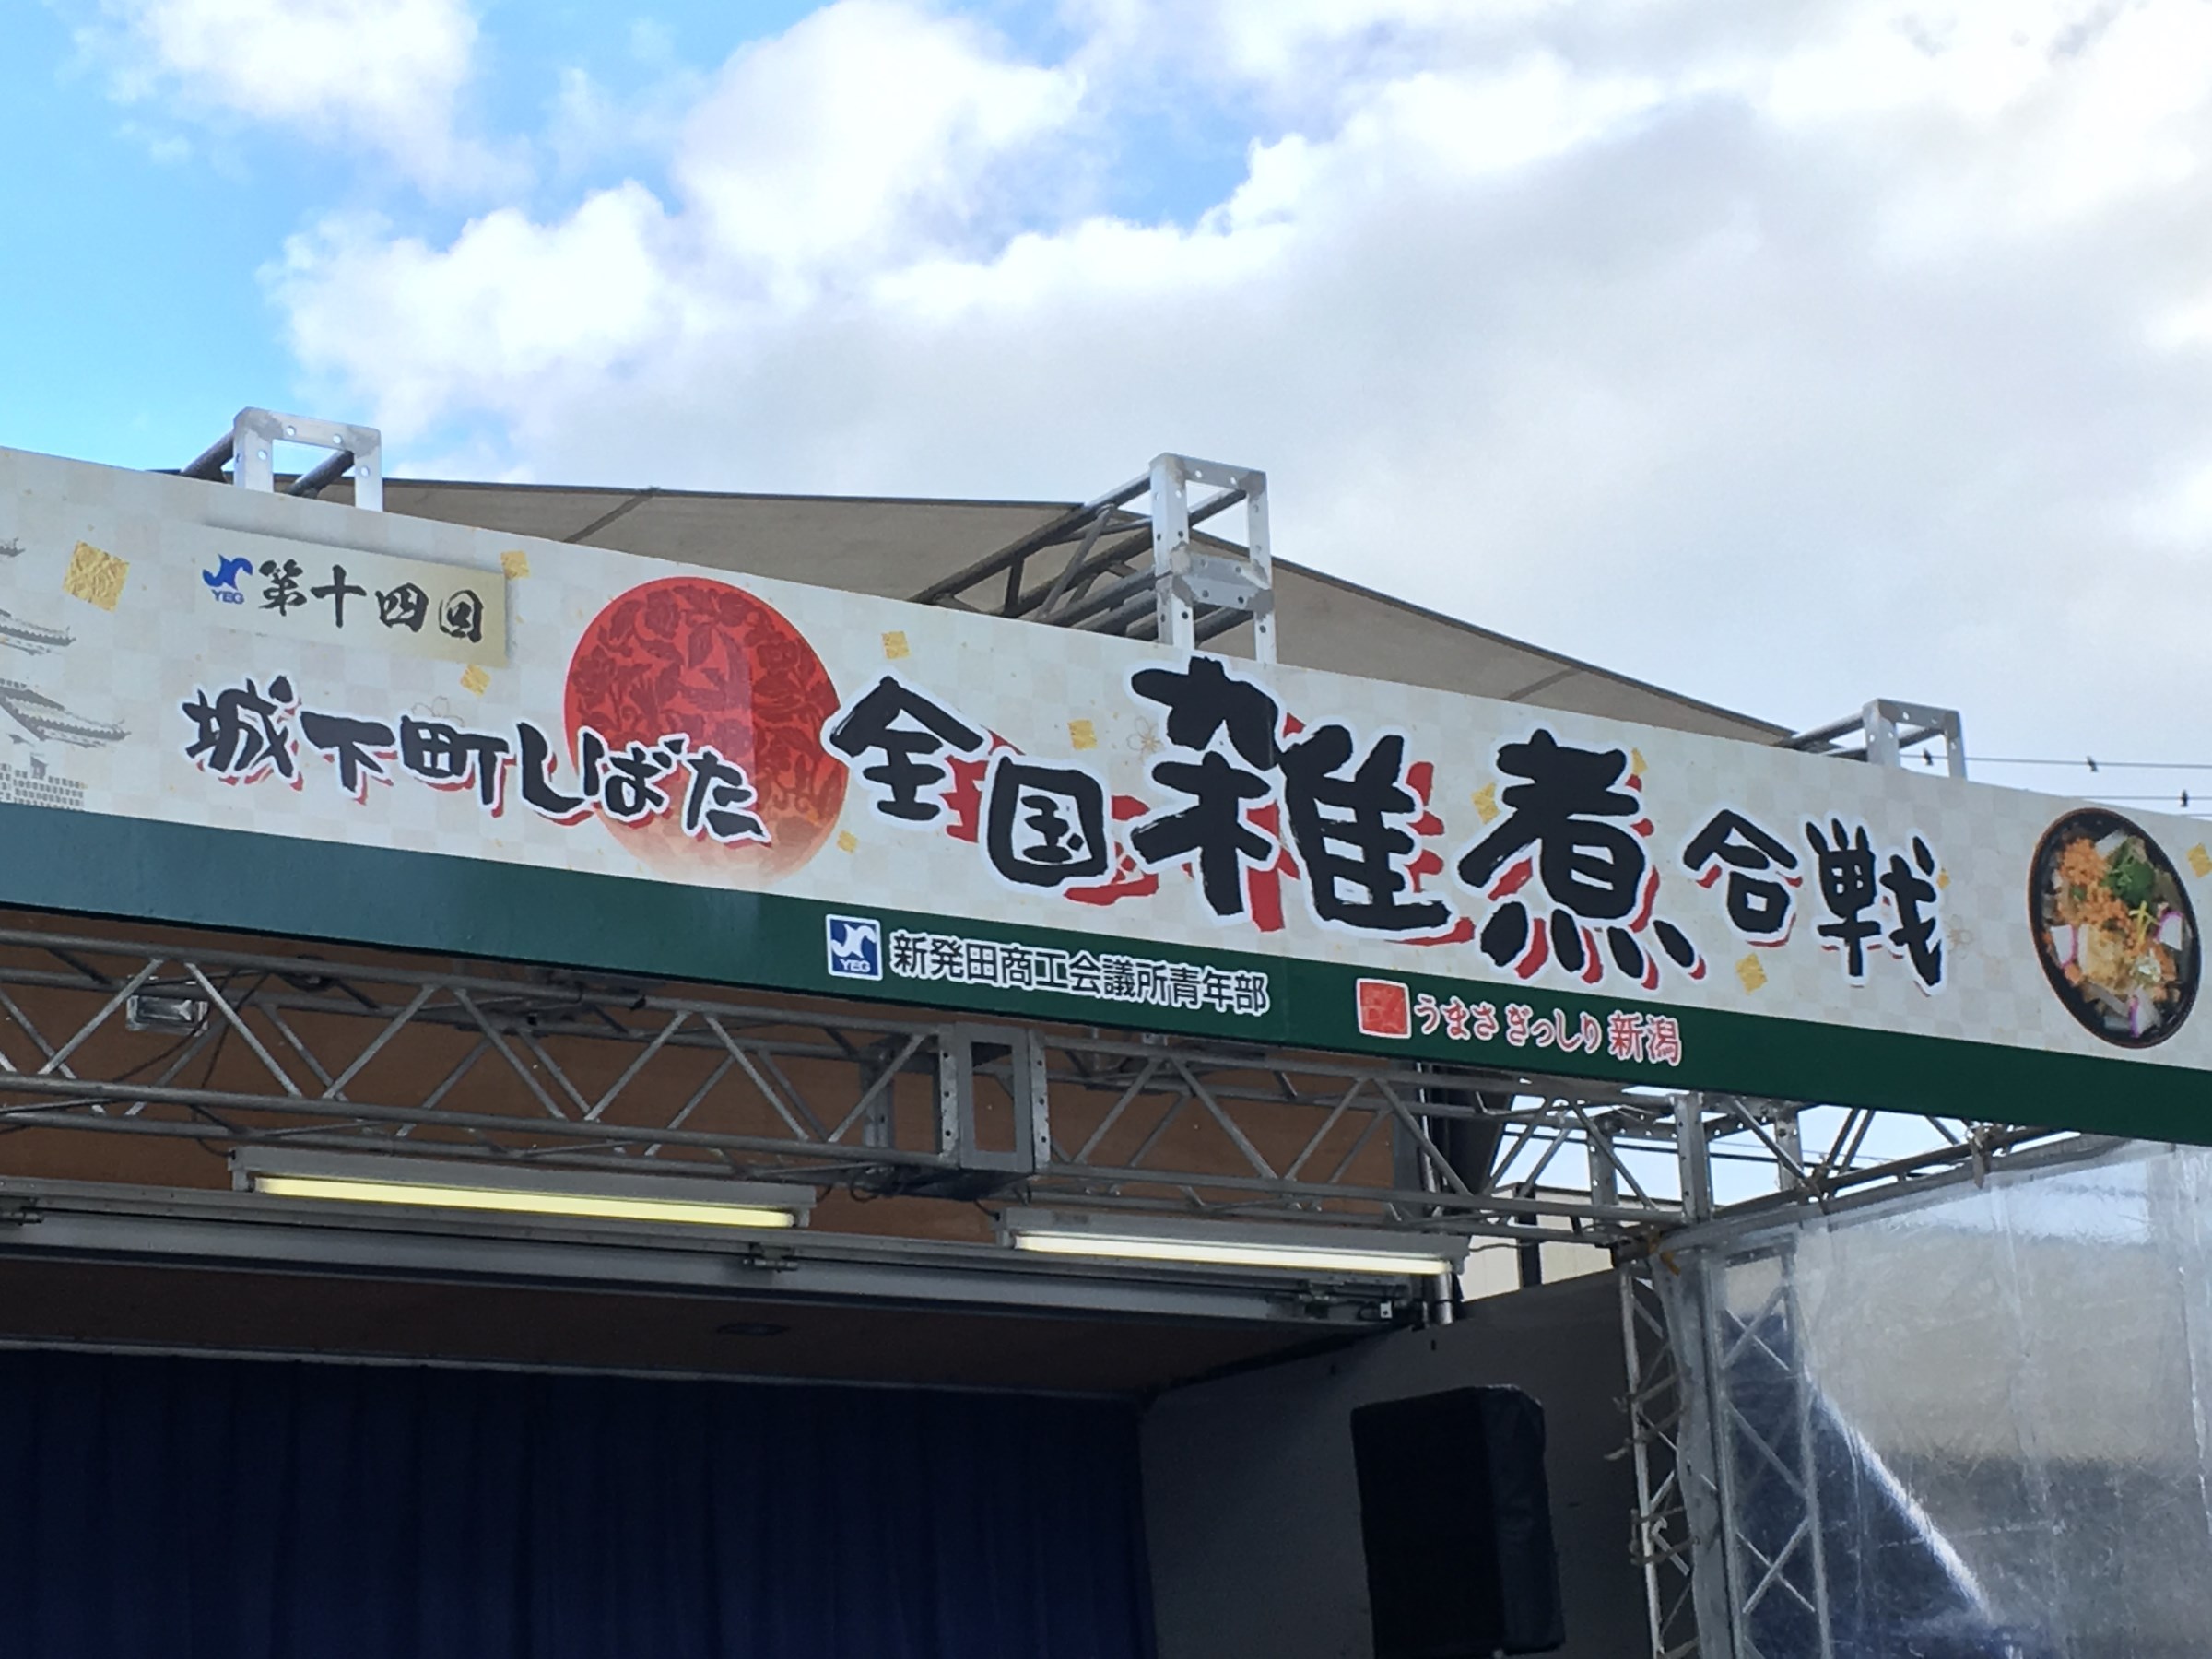 YEG 第十四回
城下町しばた 全国雑煮合戦
YEG 新発田商工会議所青年部
うまさぎっしり新潟